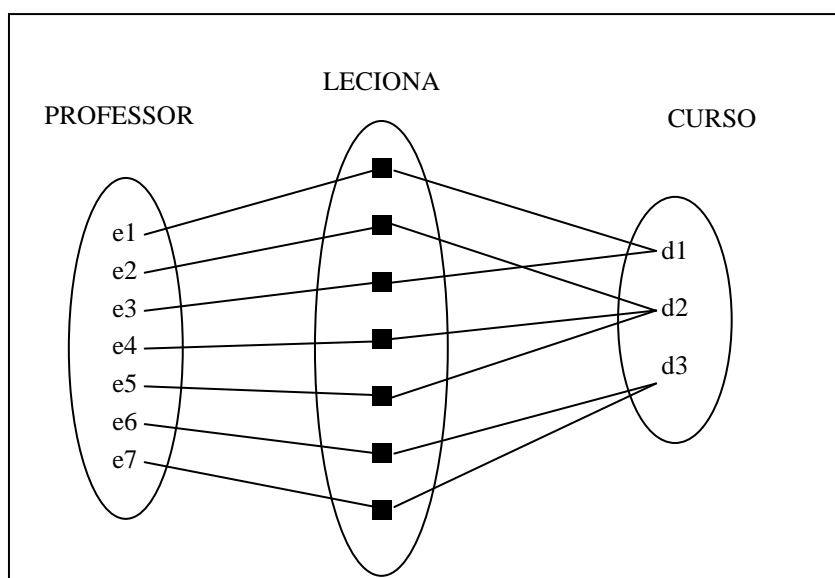 LECIONA
PROFESSOR
CURSO
e1
e2
e3
e4
e5
e6
e7
d1
d2
d3